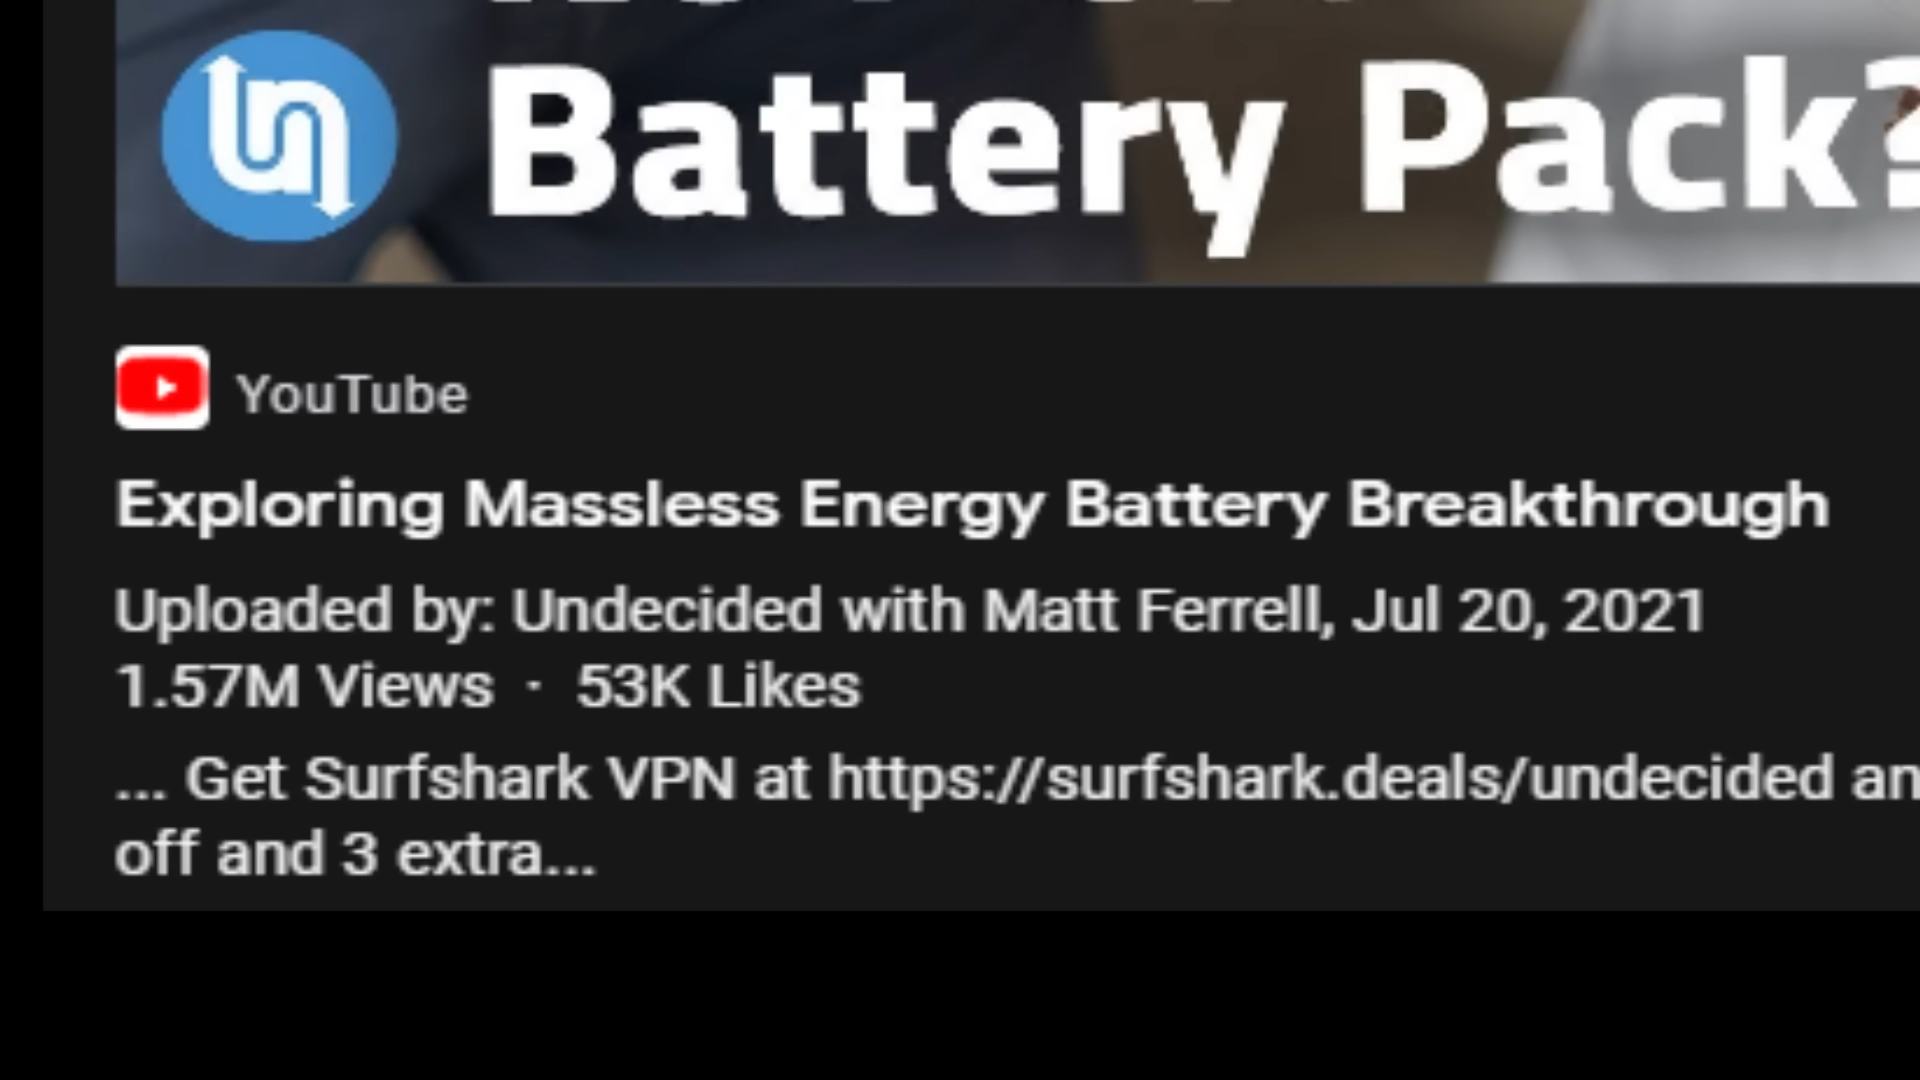 Battery Pack?
YouTube
Exploring Massless Energy Battery Breakthrough
Uploaded by: Undecided with Matt Ferrell, Jul 20, 2021
1.57M Views · 53K Likes
... Get Surfshark VPN at https://surfshark.deals/undecided
off and 3 extra...